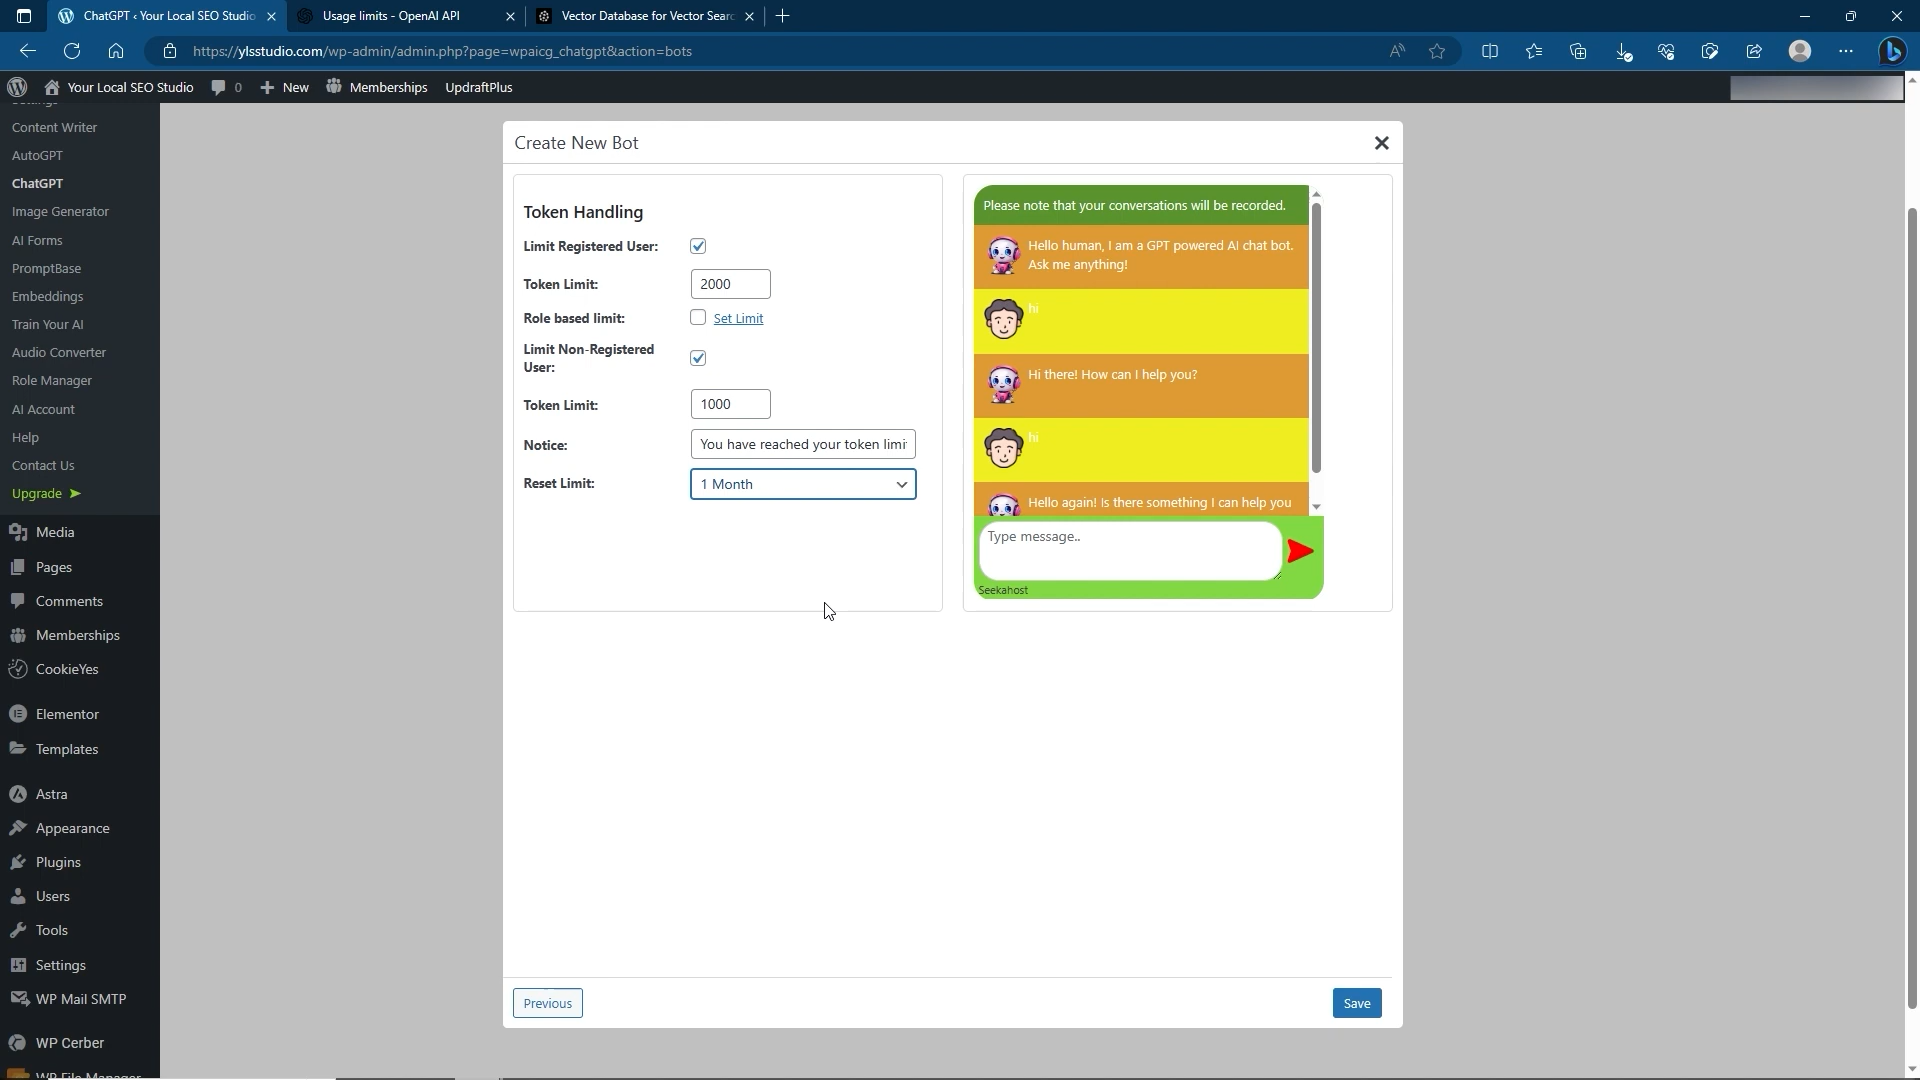 ChatGPT ‹ Your Local SEO Studio
Usage limits - OpenAI API
Vector Database for Vector Sear
https://ylsstudio.com/wp-admin/admin.php?page=wpaicg_chatgpt&action=bots
Your Local SEO Studio
0
New
Memberships
UpdraftPlus
Settings
Content Writer
AutoGPT
ChatGPT
Image Generator
AI Forms
PromptBase
Embeddings
Train Your AI
Audio Converter
Role Manager
AI Account
Help
Contact Us
Upgrade ➤
Media
Pages
Comments
Memberships
CookieYes
Elementor
Templates
Astra
Appearance
Plugins
Users
Tools
Settings
WP Mail SMTP
WP Cerber
WP File Manager
Create New Bot
Token Handling
Limit Registered User:
Token Limit:
2000
Role based limit:
Set Limit
Limit Non-Registered
User:
Token Limit:
1000
Notice:
You have reached your token limi
Reset Limit:
1 Month
Please note that your conversations will be recorded.
Hello human, I am a GPT powered AI chat bot.
Ask me anything!
hi
Hi there! How can I help you?
hi
Hello again! Is there something I can help you
Type message..
Seekahost
Previous
Save